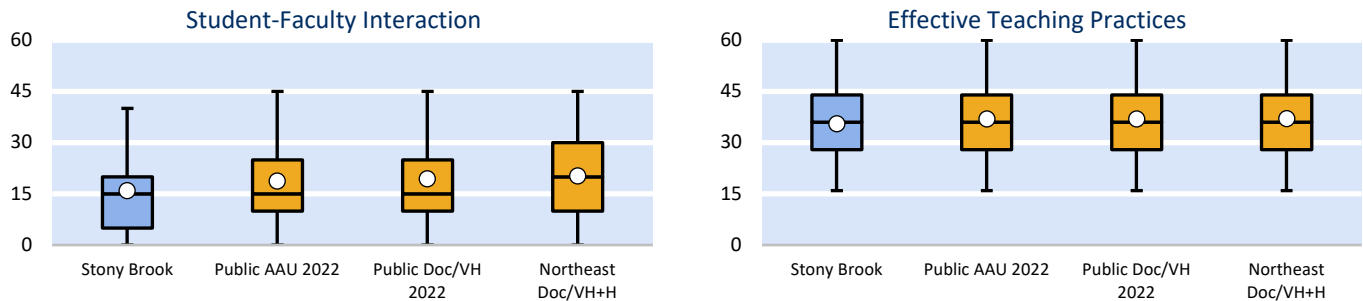 Student-Faculty Interaction
60
45
30
15
0
Stony Brook
Public AAU 2022
Public Doc/VH
2022
Northeast
Doc/VH+H
Effective Teaching Practices
60
45
30
15
0
Stony Brook
Public AAU 2022
Public Doc/VH
2022
Northeast
Doc/VH+H